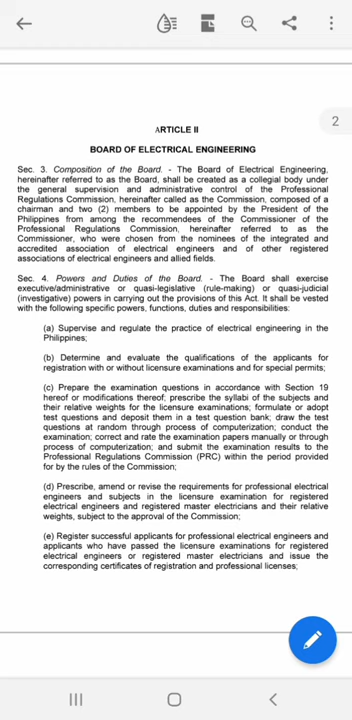 2
ARTICLE II
BOARD OF ELECTRICAL ENGINEERING
Sec. 3. Composition of the Board. - The Board of Electrical Engineering,
hereinafter referred to as the Board, shall be created as a collegial body under
the general supervision and administrative control of the Professional
Regulations Commission, hereinafter called as the Commission, composed of a
chairman and two (2) members to be appointed by the President of the
Philippines from among the recommendees of the Commissioner of the
Professional Regulations Commission, hereinafter referred to as the
Commissioner, who were chosen from the nominees of the integrated and
accredited association of electrical engineers and of other registered
associations of electrical engineers and allied fields.
Sec. 4. Powers and Duties of the Board. - The Board shall exercise
executive/administrative or quasi-legislative (rule-making) or quasi-judicial
(investigative) powers in carrying out the provisions of this Act. It shall be vested
with the following specific powers, functions, duties and responsibilities:
(a) Supervise and regulate the practice of electrical engineering in the
Philippines;
(b) Determine and evaluate the qualifications of the applicants for
registration with or without licensure examinations and for special permits;
(c) Prepare the examination questions in accordance with Section 19
hereof or modifications thereof; prescribe the syllabi of the subjects and
their relative weights for the licensure examinations; formulate or adopt
test questions and deposit them in a test question bank; draw the test
questions at random through process of computerization; conduct the
examination; correct and rate the examination papers manually or through
process of computerization; and submit the examination results to the
Professional Regulations Commission (PRC) within the period provided
for by the rules of the Commission;
(d) Prescribe, amend or revise the requirements for professional electrical
engineers and subjects in the licensure examination for registered
electrical engineers and registered master electricians and their relative
weights, subject to the approval of the Commission;
(e) Register successful applicants for professional electrical engineers and
applicants who have passed the licensure examinations for registered
electrical engineers or registered master electricians and issue the
corresponding certificates of registration and professional licenses;